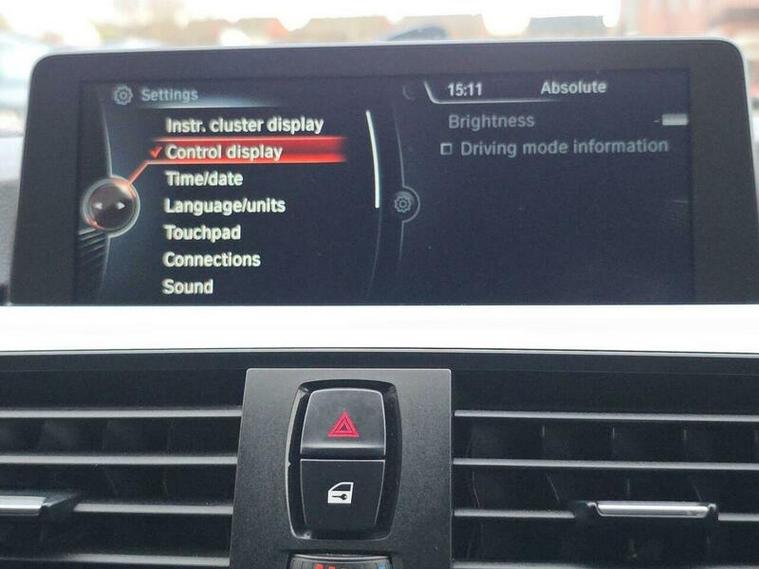 Settings
15:11
Absolute
Instr. cluster display
Control display
Time/date
Language/units
Touchpad
Connections
Sound
Brightness
Driving mode information